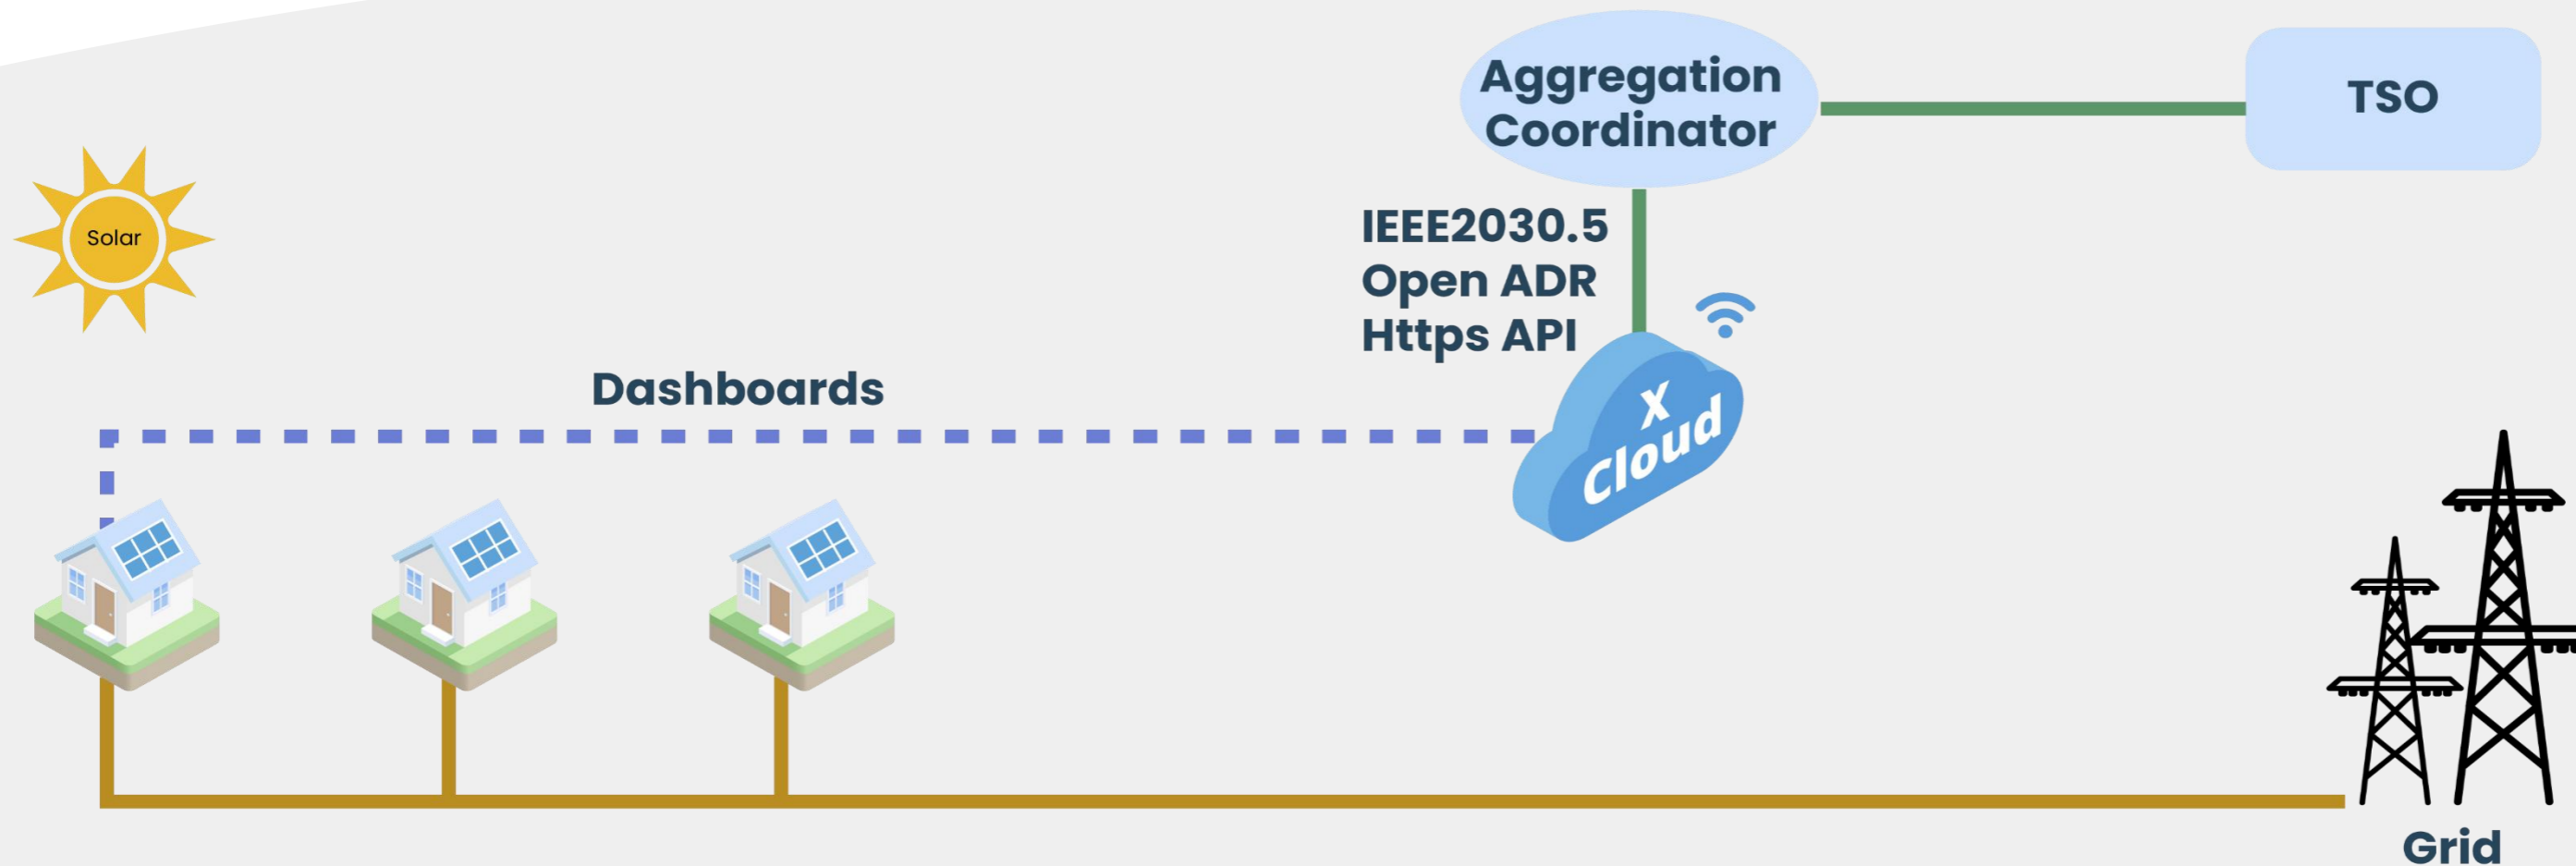 Aggregation
Coordinator
TSO
Solar
IEEE2030.5
Open ADR
Https API
Dashboards
X
Cloud
Grid